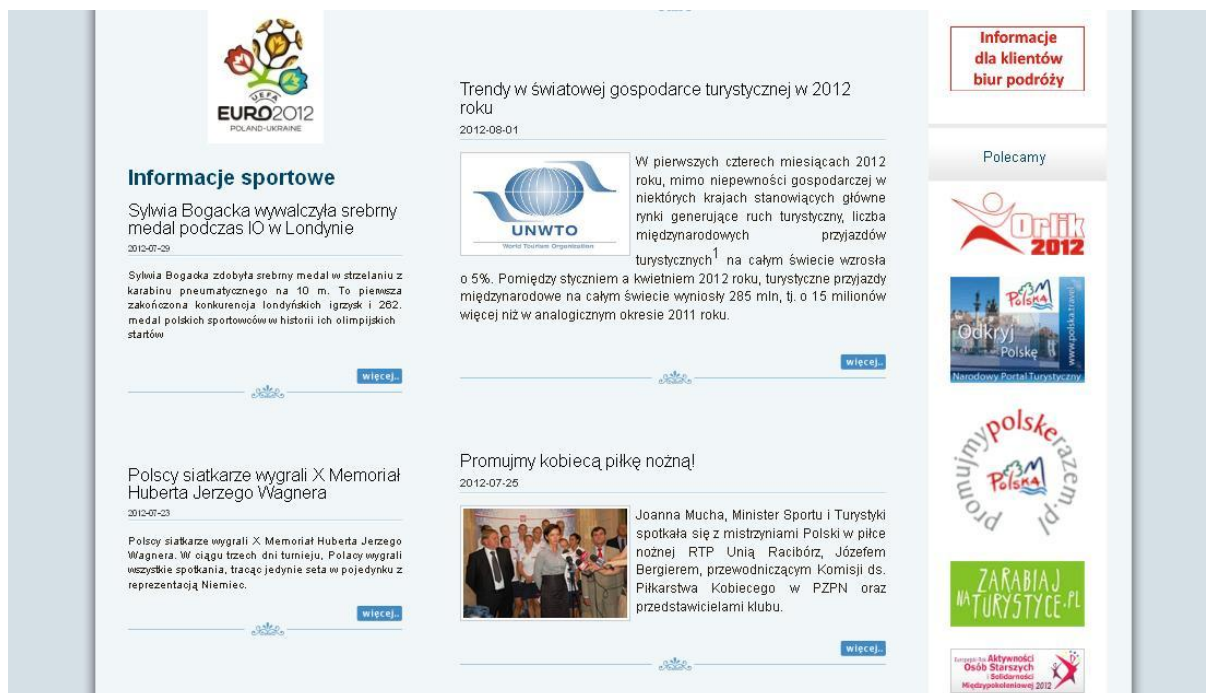 UEFA
EURO2012
POLAND-UKRAINE
Informacje sportowe
Sylwia Bogacka wywalczyła srebrny
medal podczas IO w Londynie
2012-07-29
Sylwia Bogacka zdobyła srebrny medal w strzelaniu z
karabinu pneumatycznego na 10 m. To pierwsza
zakończona konkurencja londyńskich igrzysk i 262.
medal polskich sportowców w historii ich olimpijskich
startów
więcej..
Polscy siatkarze wygrali X Memoriał
Huberta Jerzego Wagnera
2012-07-23
Polscy siatkarze wygrali X Memoriał Huberta Jerzego
Wagnera. W ciągu trzech dni turnieju, Polacy wygrali
wszystkie spotkania, tracąc jedynie seta w pojedynku z
reprezentacją Niemiec.
więcej..
Trendy w światowej gospodarce turystycznej w 2012
roku
2012-08-01
UNWTO
World Tourism Organization
W pierwszych czterech miesiącach 2012
roku, mimo niepewności gospodarczej w
niektórych krajach stanowiących główne
rynki generujące ruch turystyczny, liczba
międzynarodowych przyjazdów
turystycznych1 na całym świecie wzrosła
o 5%. Pomiędzy styczniem a kwietniem 2012 roku, turystyczne przyjazdy
międzynarodowe na całym świecie wyniosły 285 mln, tj. o 15 milionów
więcej niż w analogicznym okresie 2011 roku.
więcej..
Promujmy kobiecą piłkę nożną!
2012-07-25
Joanna Mucha, Minister Sportu i Turystyki
spotkała się z mistrzyniami Polski w piłce
nożnej RTP Unią Racibórz, Józefem
Bergierem, przewodniczącym Komisji ds.
Piłkarstwa Kobiecego w PZPN oraz
przedstawicielami klubu.
więcej..
Informacje
dla klientów
biur podróży
Polecamy
Orlik
2012
Polska
Odkryj
Polskę
www.polska.travel
Narodowy Portal Turystyczny
promujmypolskerazem.pl
Polska
ZARABIAJ
NATURYSTYCE.PL
Aktywności
Osób Starszych
i Solidarności
Międzypokoleniowej 2012